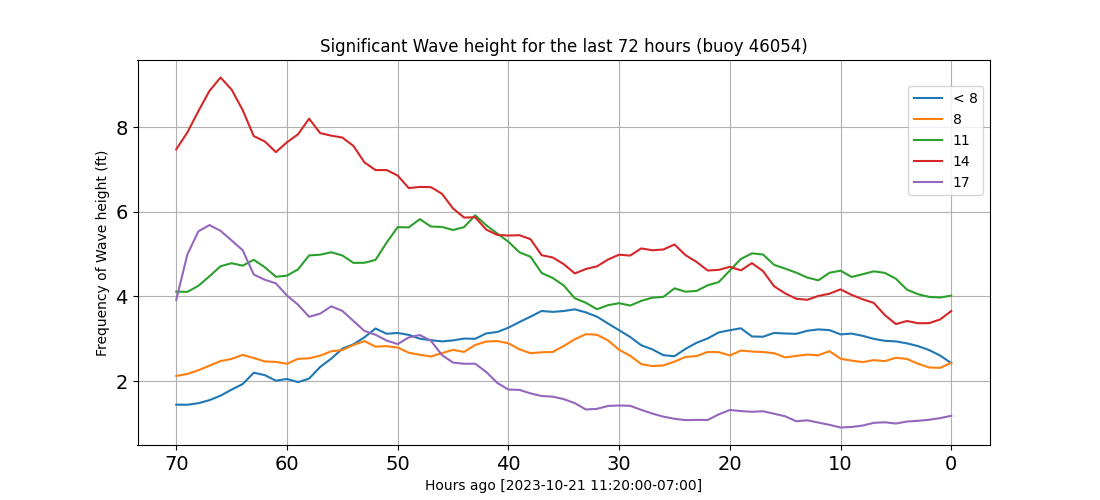 Significant Wave height for the last 72 hours (buoy 46054)
Frequency of Wave height (ft)
8
6
4
2
< 8
8
11
14
17
70 60 50 40 30 20 10 0
Hours ago [2023-10-21 11:20:00-07:00]